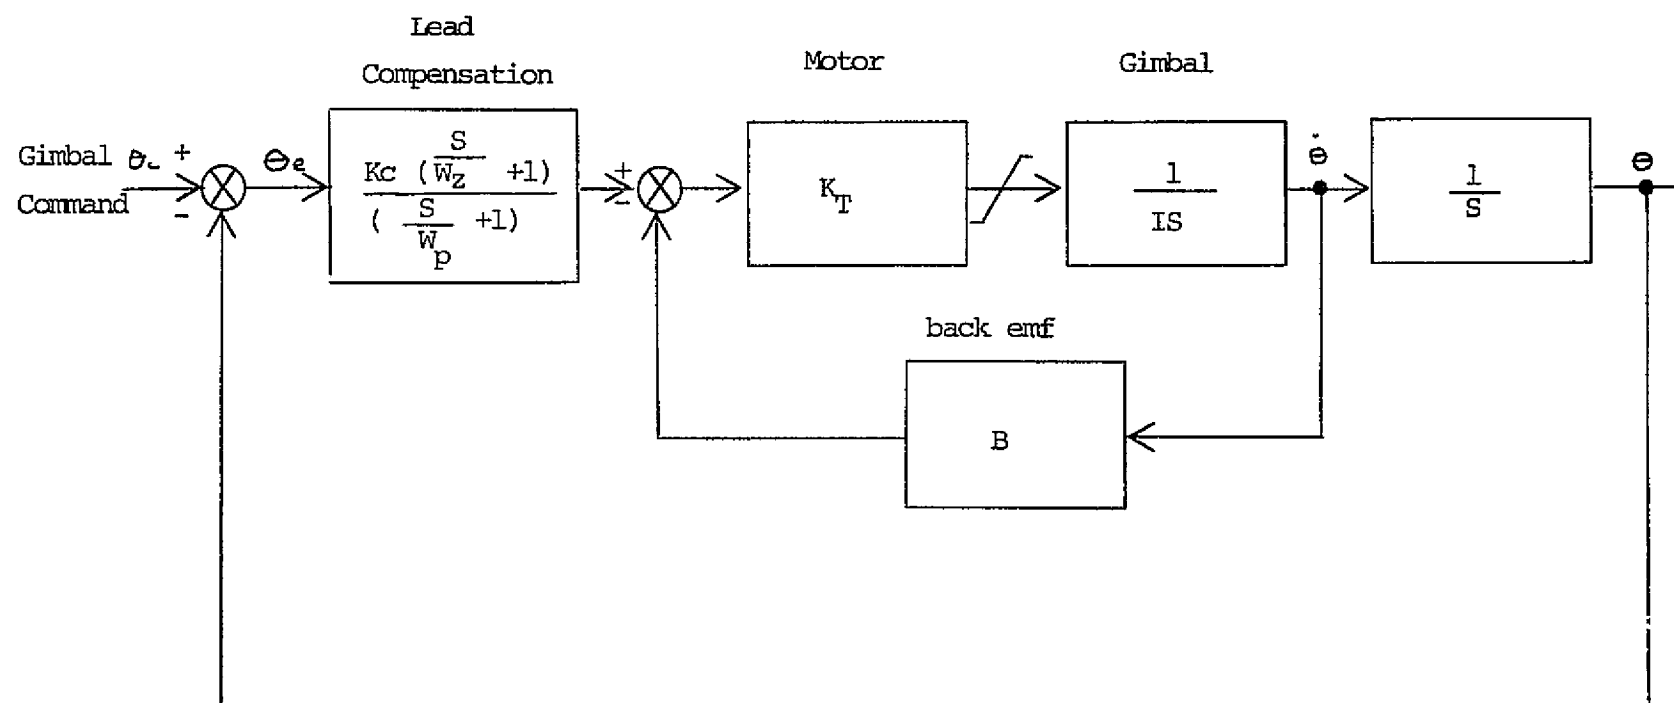 Lead
Compensation
Motor
Gimbal
Gimbal θc +
Command
-
θe
Kc ( S/Wz +1)
( S/Wp +1)
+
-
KT
1
IS
θ̇
1
S
θ
back emf
B